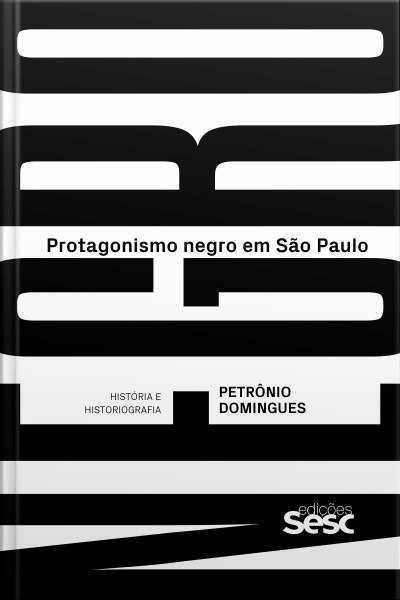 NEGRO
Protagonismo negro em São Paulo
HISTÓRIA E
HISTORIOGRAFIA
PETRÔNIO
DOMINGUES
edições
Sesc